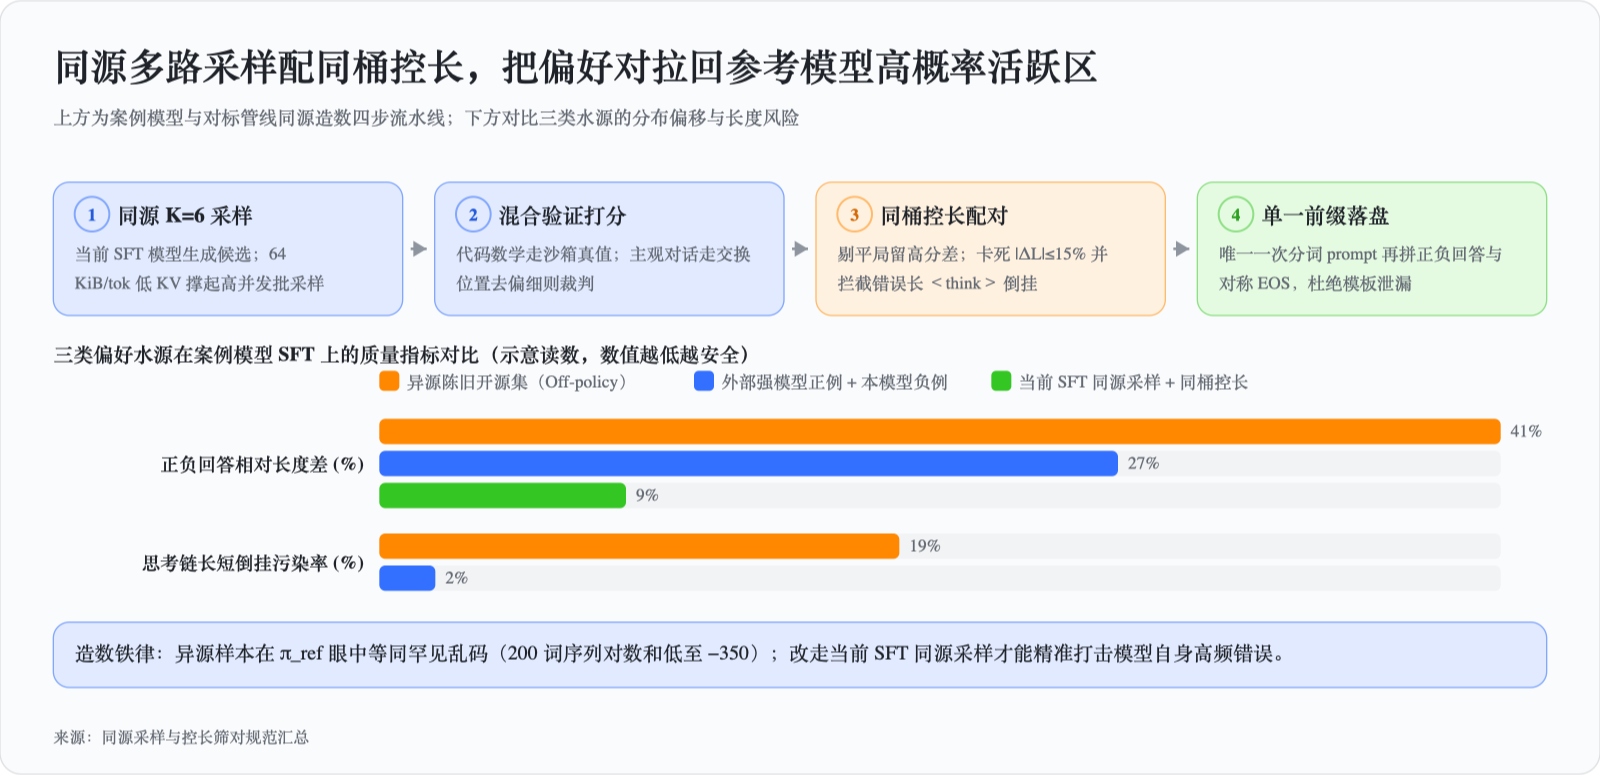 同源多路采样配同桶控长，把偏好对拉回参考模型高概率活跃区
上方为案例模型与对标管线同源造数四步流水线；下方对比三类水源的分布偏移与长度风险
1 同源 K=6 采样
当前 SFT 模型生成候选；64
KiB/tok 低 KV 撑起高并发批采样
2 混合验证打分
代码数学走沙箱真值；主观对话走交换
位置去偏细则裁判
3 同桶控长配对
剔平局留高分差；卡死 |ΔL|≤15% 并
拦截错误长 <think> 倒挂
4 单一前缀落盘
唯一一次分词 prompt 再拼正负回答与
对称 EOS，杜绝模板泄漏
三类偏好水源在案例模型 SFT 上的质量指标对比（示意读数，数值越低越安全）
异源陈旧开源集（Off-policy） 外部强模型正例 + 本模型负例 当前 SFT 同源采样 + 同桶控长
41%
正负回答相对长度差 (%) 27%
9%
19%
思考链长短倒挂污染率 (%)
2%
造数铁律：异源样本在 π_ref 眼中等同罕见乱码（200 词序列对数和低至 −350）；改走当前 SFT 同源采样才能精准打击模型自身高频错误。
来源：同源采样与控长筛对规范汇总